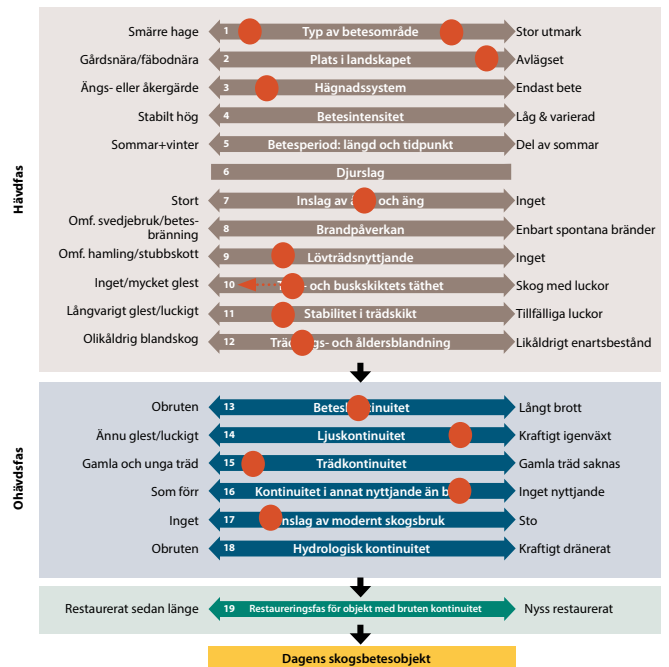 Smärre hage 1 Typ av betesområde Stor utmark
Gårdsnära/fäbodnära 2 Plats i landskapet Avlägset
Ängs- eller åkergärde 3 Hägnadssystem Endast bete
Stabilt hög 4 Betesintensitet Låg & varierad
Sommar+vinter 5 Betesperiod: längd och tidpunkt Del av sommar
6 Djurslag
Stort 7 Inslag av och äng Inget
Omf. svedjebruk/betes-
bränning 8 Brandpåverkan Enbart spontana bränder
Omf. hamling/stubbskott 9 Lövträdsnyttjande Inget
Inget/mycket glest 10 och buskskiktets täthet Skog med luckor
Långvarigt glest/luckigt 11 Stabilitet i trädskikt Tillfälliga luckor
Olikåldrig blandskog 12 och åldersblandning Likåldrigt enartsbestånd
Hävdfas
Obruten 13 Långt brott
Ännu glest/luckigt 14 Ljuskontinuitet Kraftigt igenväxt
Gamla och unga träd 15 Trädkontinuitet Gamla träd saknas
Som förr 16 Kontinuitet i annat nyttjande än Inget nyttjande
Inget 17 av modernt skogsbruk Sto
Obruten 18 Hydrologisk kontinuitet Kraftigt dränerat
Ohävdsfas
Restaurerat sedan länge 19 Restaureringsfas för objekt med bruten kontinuitet Nyss restaurerat
Dagens skogsbetesobjekt